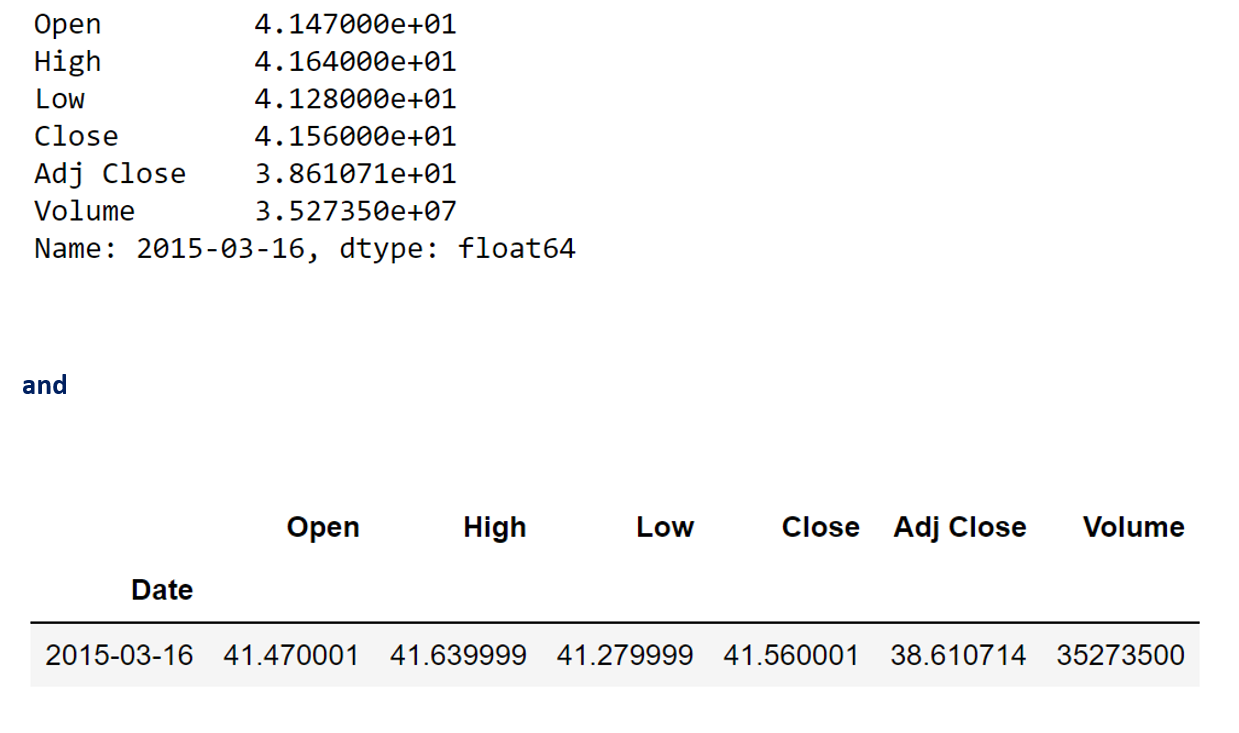 Open 4.147000e+01
High 4.164000e+01
Low 4.128000e+01
Close 4.156000e+01
Adj Close 3.861071e+01
Volume 3.527350e+07
Name: 2015-03-16, dtype: float64
and
Open High Low Close Adj Close Volume
Date
2015-03-16 41.470001 41.639999 41.279999 41.560001 38.610714 35273500